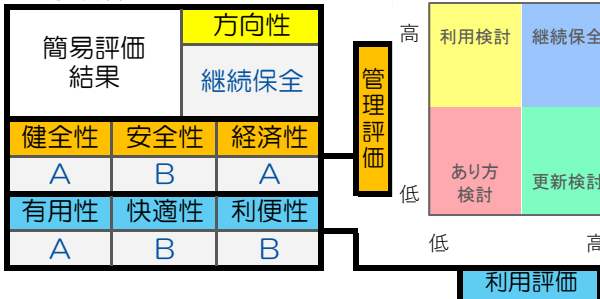 簡易評価
結果
方向性
継続保全
健全性 安全性 経済性
A B A
有用性 快適性 利便性
A B B
管理評価
高
利用検討 継続保全
あり方
検討
更新検討
低
低 高
利用評価